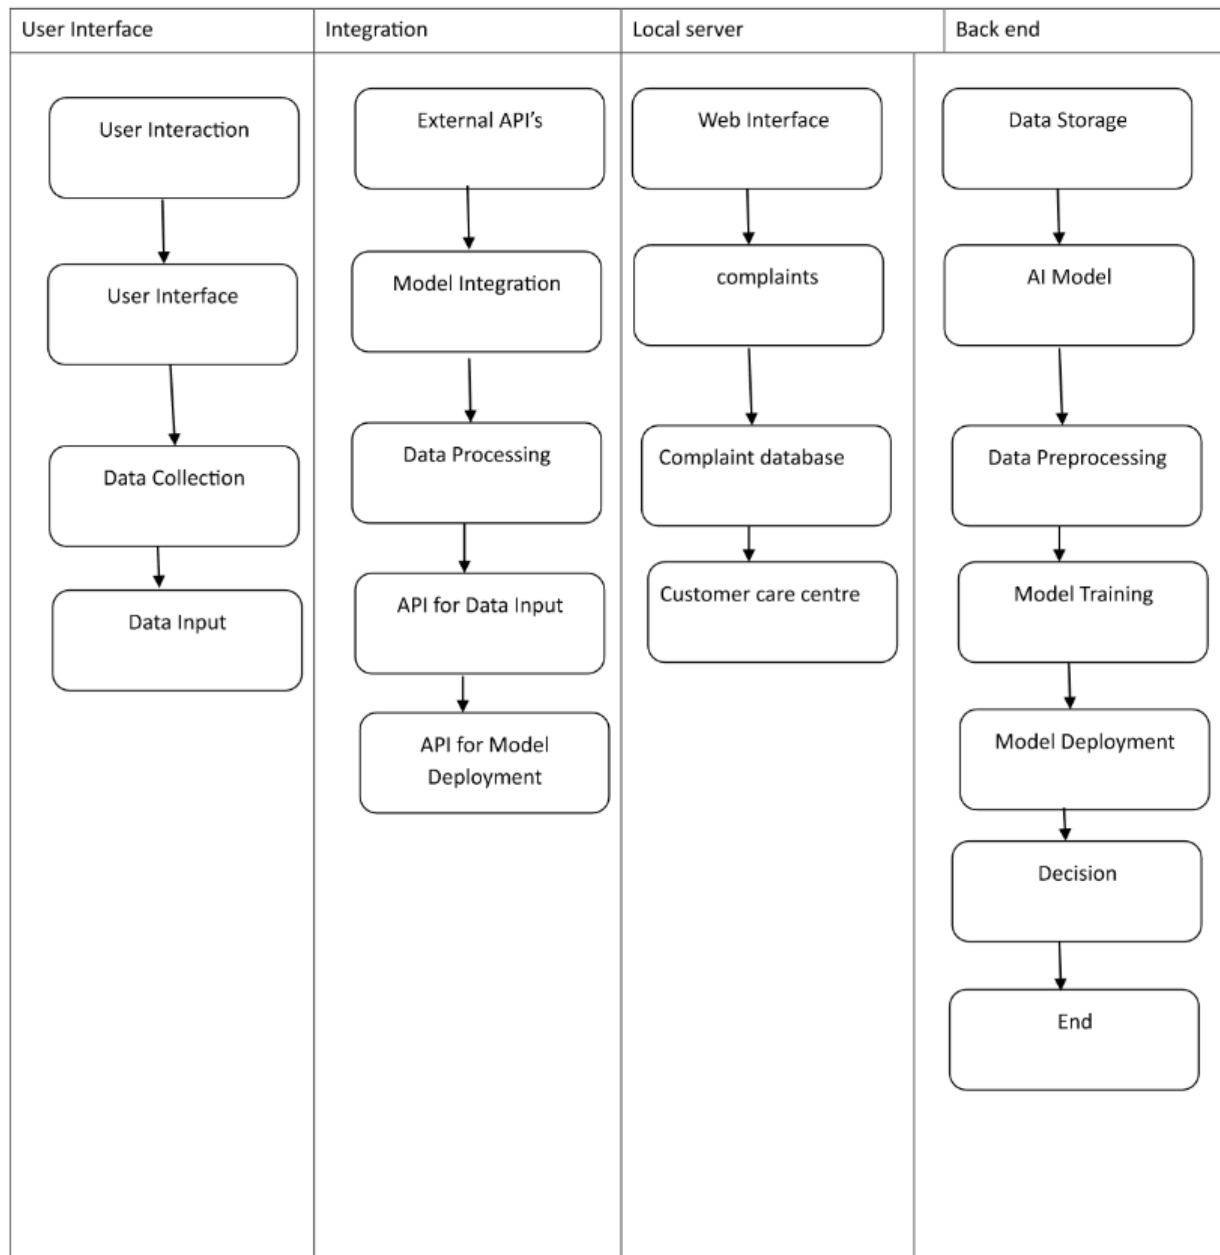 User Interface
Integration
Local server
Back end
User Interaction
User Interface
Data Collection
Data Input
External API's
Model Integration
Data Processing
API for Data Input
API for Model
Deployment
Web Interface
complaints
Complaint database
Customer care centre
Data Storage
AI Model
Data Preprocessing
Model Training
Model Deployment
Decision
End